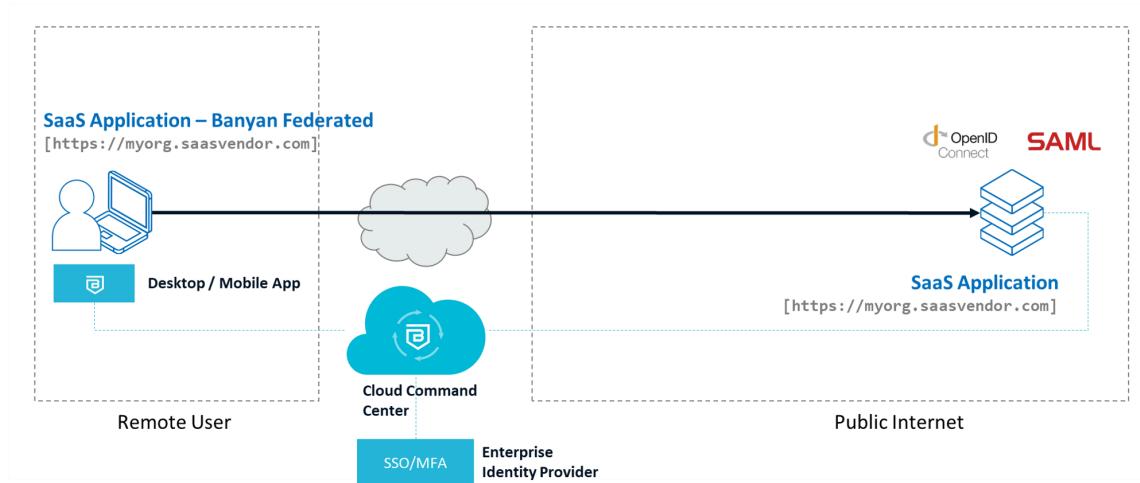 SaaS Application – Banyan Federated
[https://myorg.saasvendor.com]
OpenID
Connect
SAML
Desktop / Mobile App
SaaS Application
[https://myorg.saasvendor.com]
Cloud Command
Center
Remote User
Public Internet
SSO/MFA
Enterprise
Identity Provider